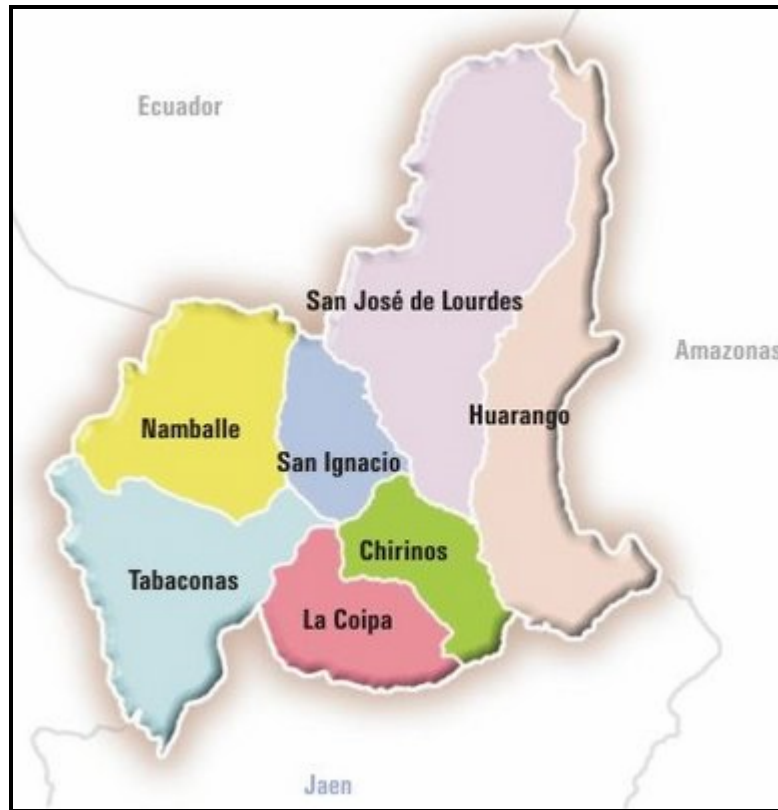 Ecuador
San José de Lourdes
Amazonas
Huarango
Namballe
San Ignacio
Chirinos
Tabaconas
La Coipa
Jaen